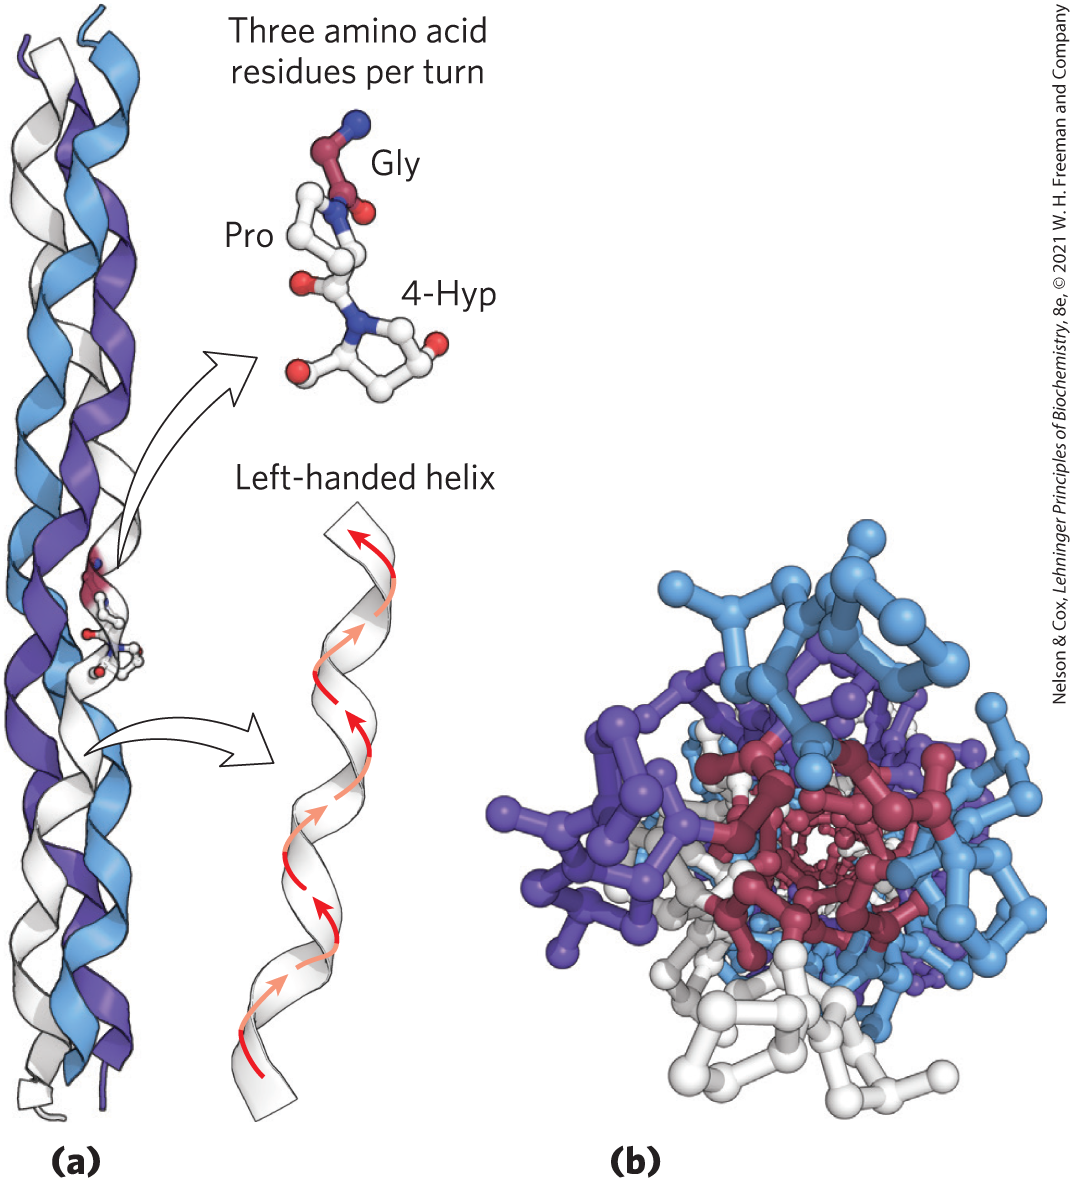 Three amino acid
residues per turn
Gly
Pro
4-Hyp
Left-handed helix
(a)
(b)
Nelson & Cox, Lehninger Principles of Biochemistry, 8e, © 2021 W. H. Freeman and Company